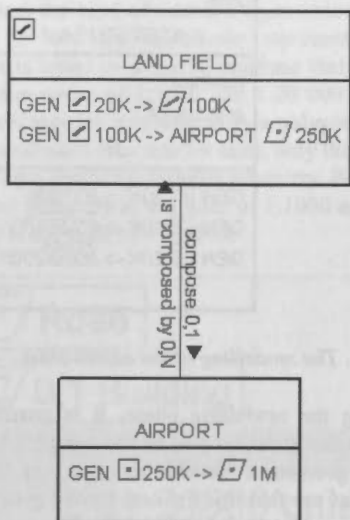 LAND FIELD
GEN 20K -> 100K
GEN 100K -> AIRPORT 250K
is composed by 0,N
compose 0,1
AIRPORT
GEN 250K -> 1M